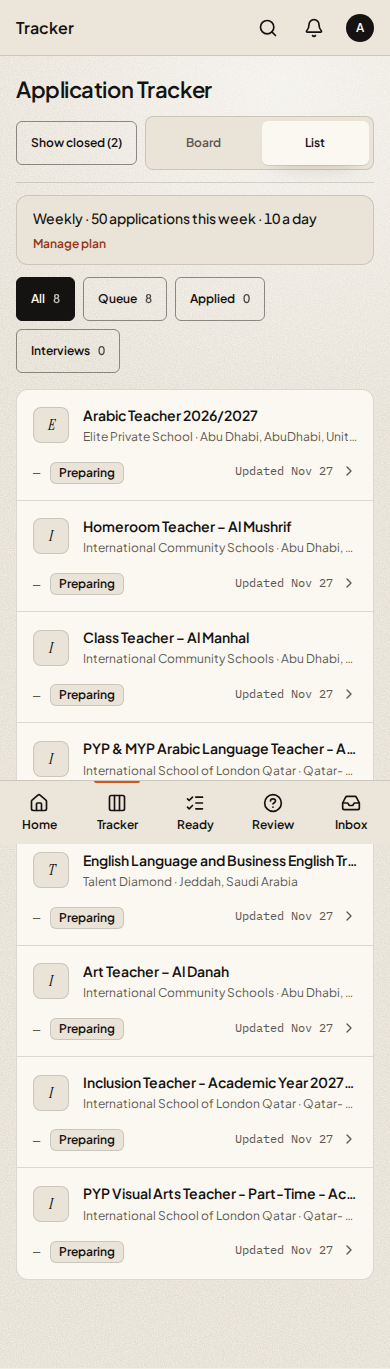 Tracker
A
Application Tracker
Show closed (2)
Board
List
Weekly · 50 applications this week · 10 a day
Manage plan
All 8
Queue 8
Applied 0
Interviews 0
E
Arabic Teacher 2026/2027
Elite Private School · Abu Dhabi, AbuDhabi, Unit...
– Preparing Updated Nov 27
I
Homeroom Teacher – Al Mushrif
International Community Schools · Abu Dhabi, ...
– Preparing Updated Nov 27
I
Class Teacher – Al Manhal
International Community Schools · Abu Dhabi, ...
– Preparing Updated Nov 27
I
PYP & MYP Arabic Language Teacher - A...
International School of London Qatar · Qatar- ...
Home
Tracker
Ready
Review
Inbox
T
English Language and Business English Tr...
Talent Diamond · Jeddah, Saudi Arabia
– Preparing Updated Nov 27
I
Art Teacher – Al Danah
International Community Schools · Abu Dhabi, ...
– Preparing Updated Nov 27
I
Inclusion Teacher - Academic Year 2027...
International School of London Qatar · Qatar- ...
– Preparing Updated Nov 27
I
PYP Visual Arts Teacher - Part-Time - Ac...
International School of London Qatar · Qatar- ...
– Preparing Updated Nov 27